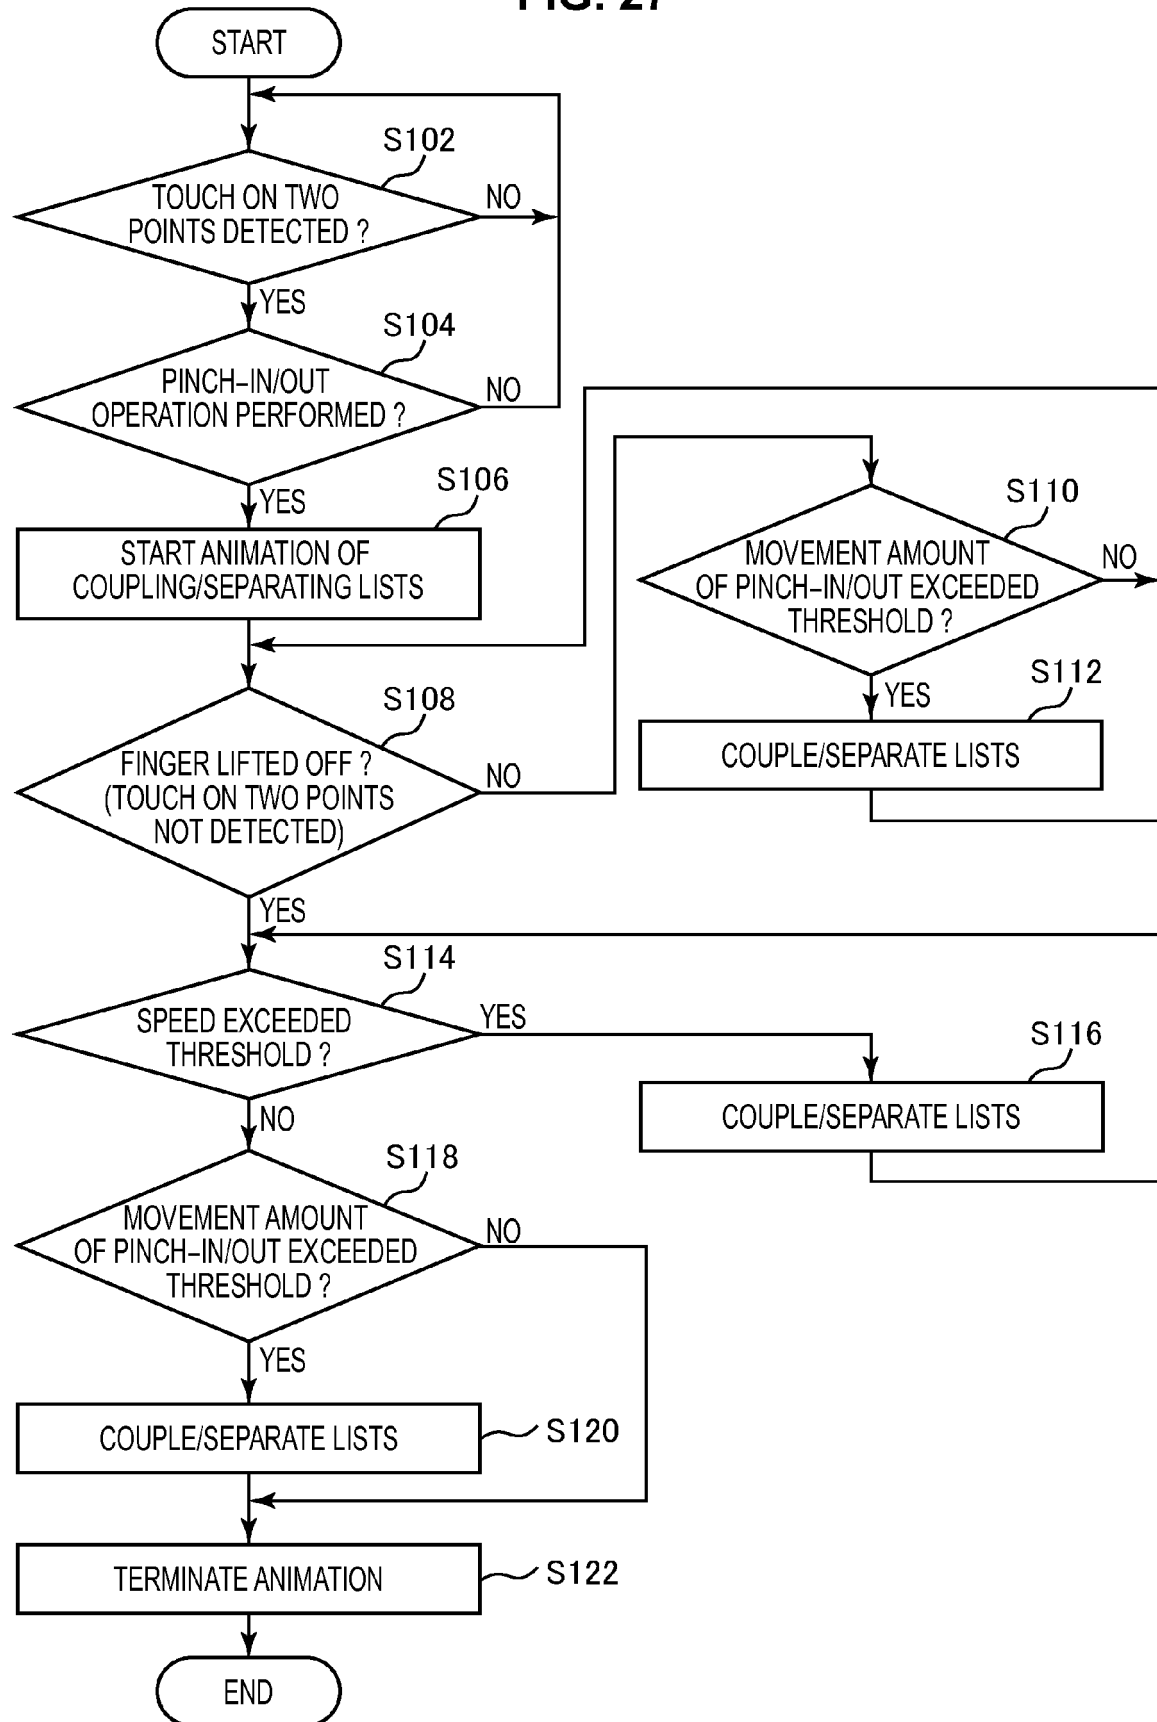 FIG. 27
START
S102
TOUCH ON TWO
POINTS DETECTED ?
NO
YES
S104
PINCH-IN/OUT
OPERATION PERFORMED ?
NO
YES
S106
START ANIMATION OF
COUPLING/SEPARATING LISTS
S110
MOVEMENT AMOUNT
OF PINCH-IN/OUT EXCEEDED
THRESHOLD ?
NO
YES
S112
COUPLE/SEPARATE LISTS
S108
FINGER LIFTED OFF ?
(TOUCH ON TWO POINTS
NOT DETECTED)
NO
YES
S114
SPEED EXCEEDED
THRESHOLD ?
YES
NO
S116
COUPLE/SEPARATE LISTS
S118
MOVEMENT AMOUNT
OF PINCH-IN/OUT EXCEEDED
THRESHOLD ?
NO
YES
COUPLE/SEPARATE LISTS
S120
TERMINATE ANIMATION
S122
END